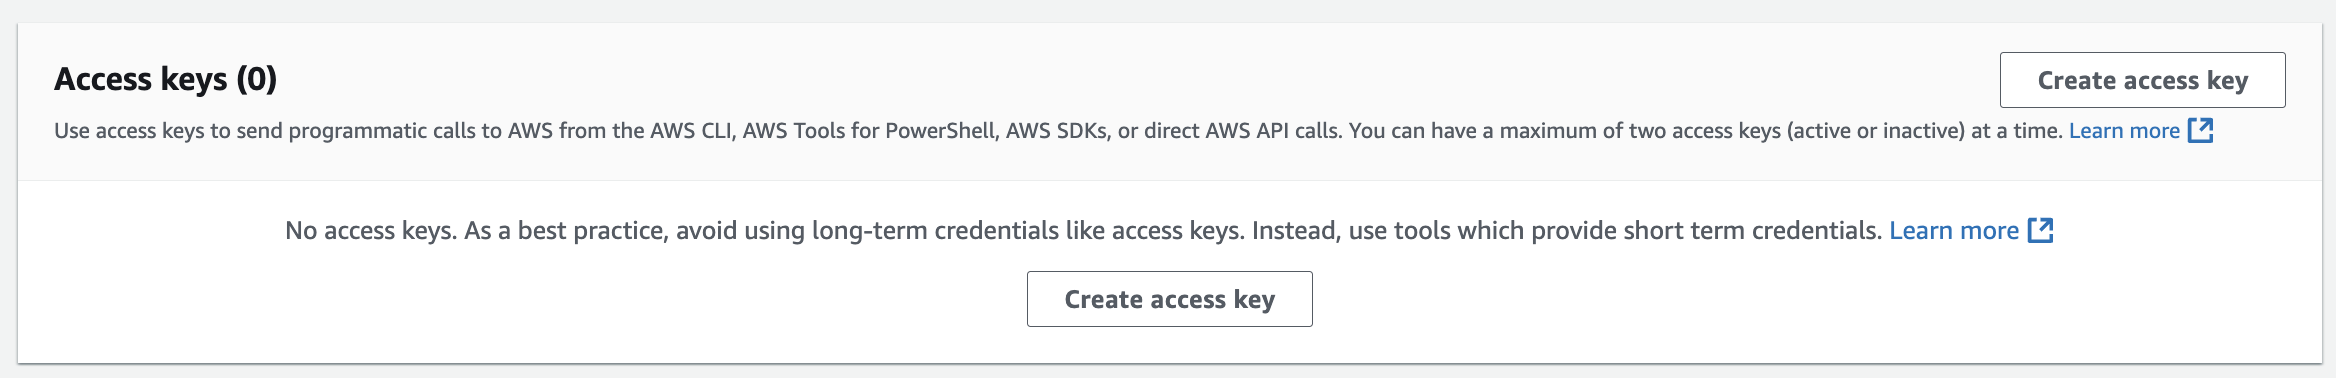 Access keys (0)
Create access key
Use access keys to send programmatic calls to AWS from the AWS CLI, AWS Tools for PowerShell, AWS SDKs, or direct AWS API calls. You can have a maximum of two access keys (active or inactive) at a time. Learn more
No access keys. As a best practice, avoid using long-term credentials like access keys. Instead, use tools which provide short term credentials. Learn more
Create access key